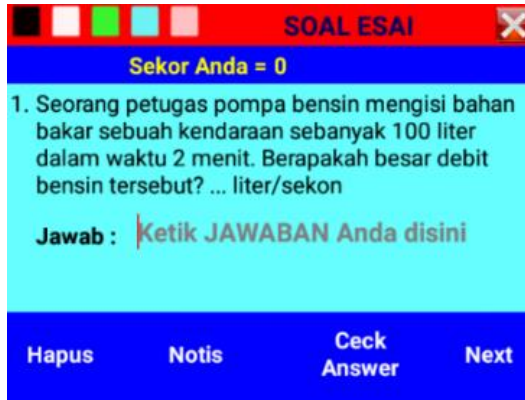 SOAL ESAI
Sekor Anda = 0
1. Seorang petugas pompa bensin mengisi bahan
bakar sebuah kendaraan sebanyak 100 liter
dalam waktu 2 menit. Berapakah besar debit
bensin tersebut? ... liter/sekon
Jawab : Ketik JAWABAN Anda disini
Hapus Notis Ceck Answer Next